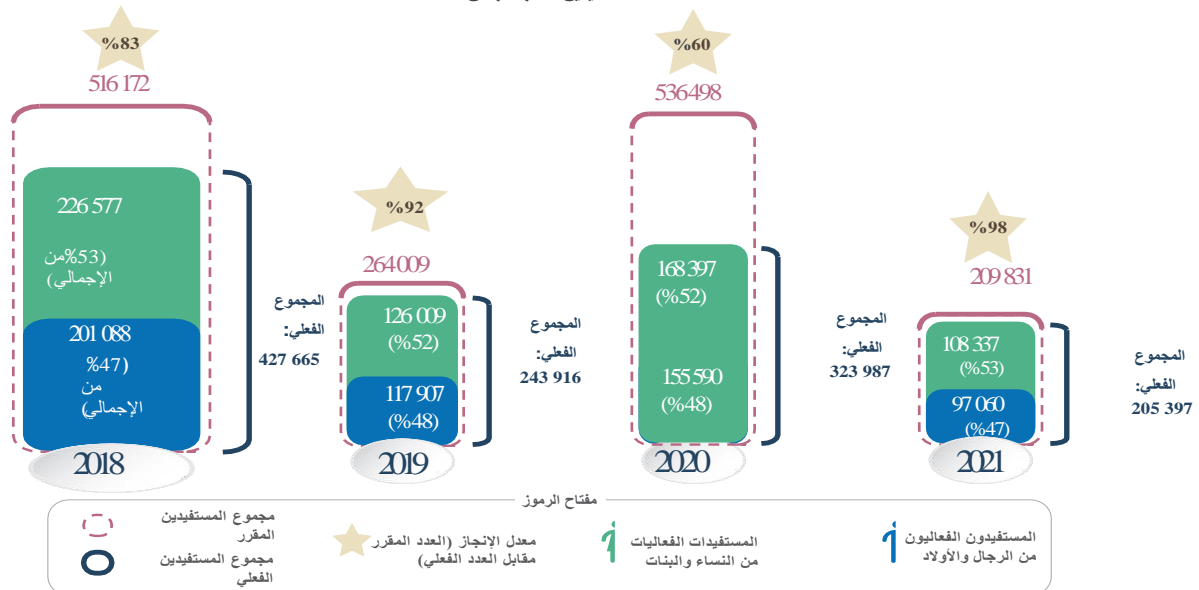 %83
516 172
226 577
(53%من
الإجمالي)
201 088
(47%
من
الإجمالي)
المجموع
الفعلي:
427 665
2018
%92
264 009
126 009
(%52)
117 907
(%48)
المجموع
الفعلي:
243 916
2019
%60
536 498
168 397
(%52)
155 590
(%48)
المجموع
الفعلي:
323 987
2020
%98
209 831
108 337
(%53)
97 060
(%47)
المجموع
الفعلي:
205 397
2021
مفتاح الرموز
المستفيدون الفعاليون
من الرجال والأولاد
المستفيدات الفعاليات
من النساء والبنات
معدل الإنجاز (العدد المقرر
مقابل العدد الفعلي)
مجموع المستفيدين
المقرر
مجموع المستفيدين
الفعلي